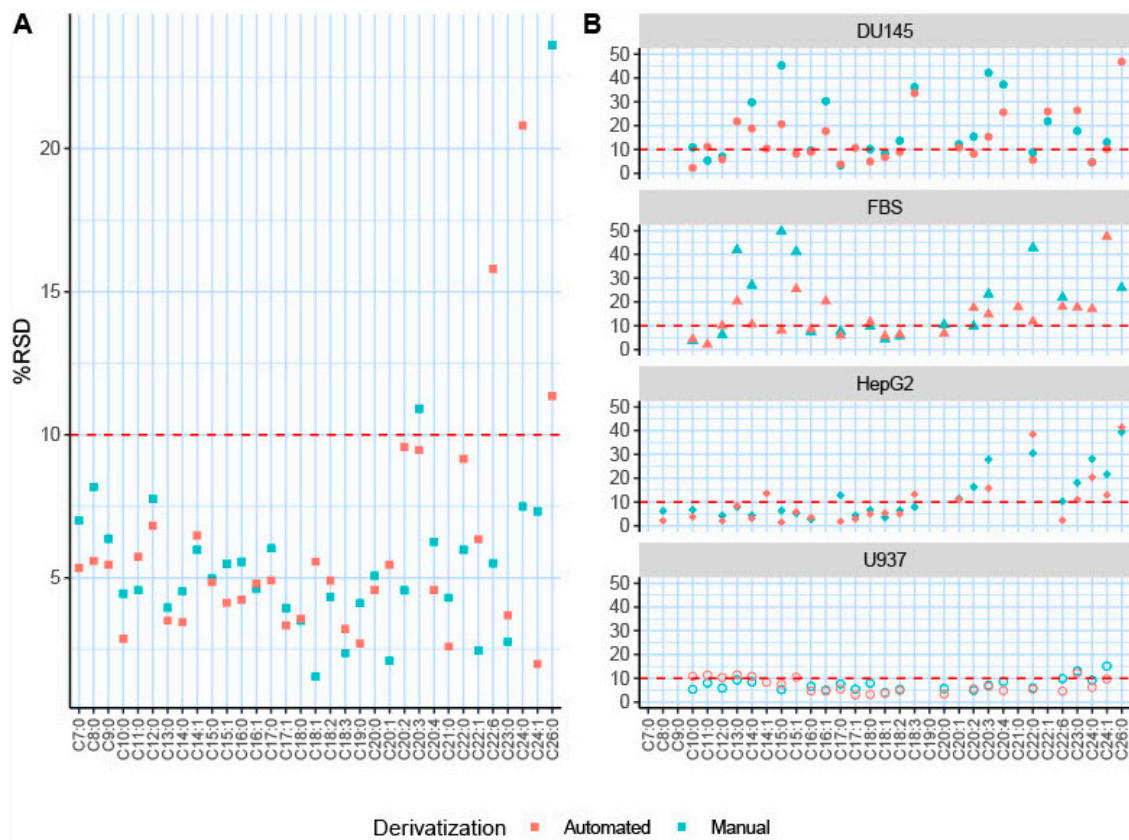 A
%RSD
20
15
10
5
C7:0
C8:0
C9:0
C10:0
C11:0
C12:0
C13:0
C14:0
C14:1
C15:0
C15:1
C16:0
C16:1
C17:0
C17:1
C18:0
C18:1
C18:2
C18:3
C19:0
C20:0
C20:1
C20:2
C20:3
C20:4
C21:0
C22:0
C22:1
C22:6
C23:0
C24:0
C24:1
C26:0
B
DU145
50
40
30
20
10
0
FBS
50
40
30
20
10
0
HepG2
50
40
30
20
10
0
U937
50
40
30
20
10
0
C7:0
C8:0
C9:0
C10:0
C11:0
C12:0
C13:0
C14:0
C14:1
C15:0
C15:1
C16:0
C16:1
C17:0
C17:1
C18:0
C18:1
C18:2
C18:3
C19:0
C20:0
C20:1
C20:2
C20:3
C20:4
C21:0
C22:0
C22:1
C22:6
C23:0
C24:0
C24:1
C26:0
Derivatization Automated Manual